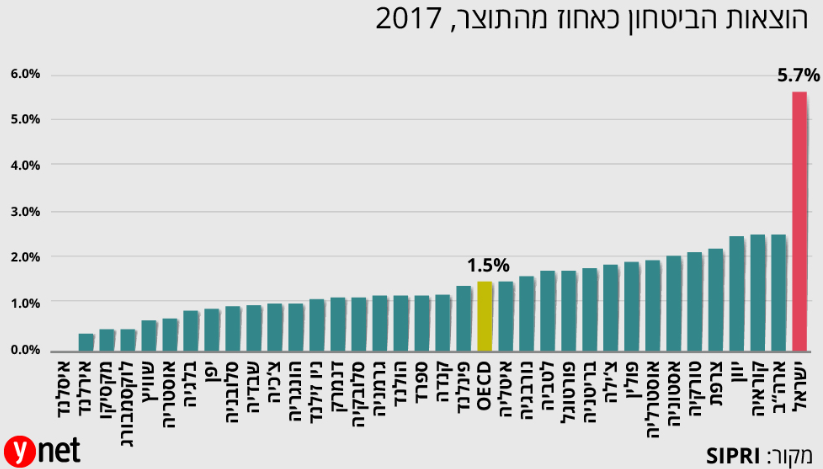 הוצאות הביטחון כאחוז מהתוצר, 2017
5.7%
6.0%
5.0%
4.0%
3.0%
2.0%
1.0%
0.0%
1.5%
איסלנד
אירלנד
מקסיקו
לוקסמבורג
שוויץ
אוסטריה
בלגיה
יפן
סלובניה
שבדיה
צ'כיה
הונגריה
ניו זילנד
דנמרק
סלובקיה
גרמניה
הולנד
ספרד
קנדה
פינלנד
OECD
איטליה
נורבגיה
לטביה
פורטוגל
בריטניה
צ'ילה
פולין
אוסטרליה
אסטוניה
טורקיה
צרפת
יוון
קוראיה
ארה"ב
ישראל
מקור: SIPRI
ynet